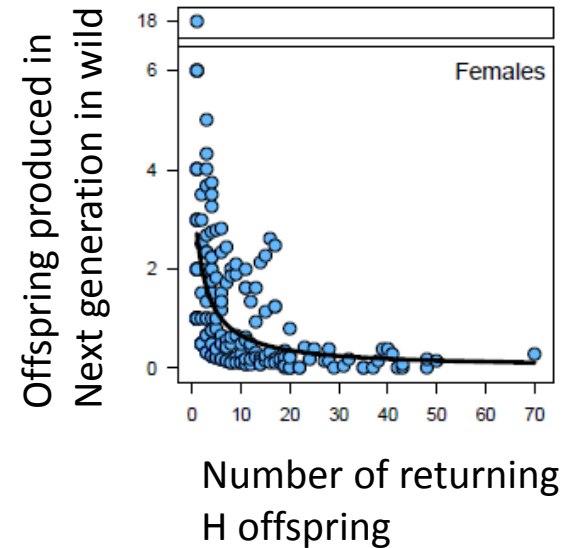 Offspring produced in
Next generation in wild
18
6
4
2
0
Females
0 10 20 30 40 50 60 70
Number of returning
H offspring